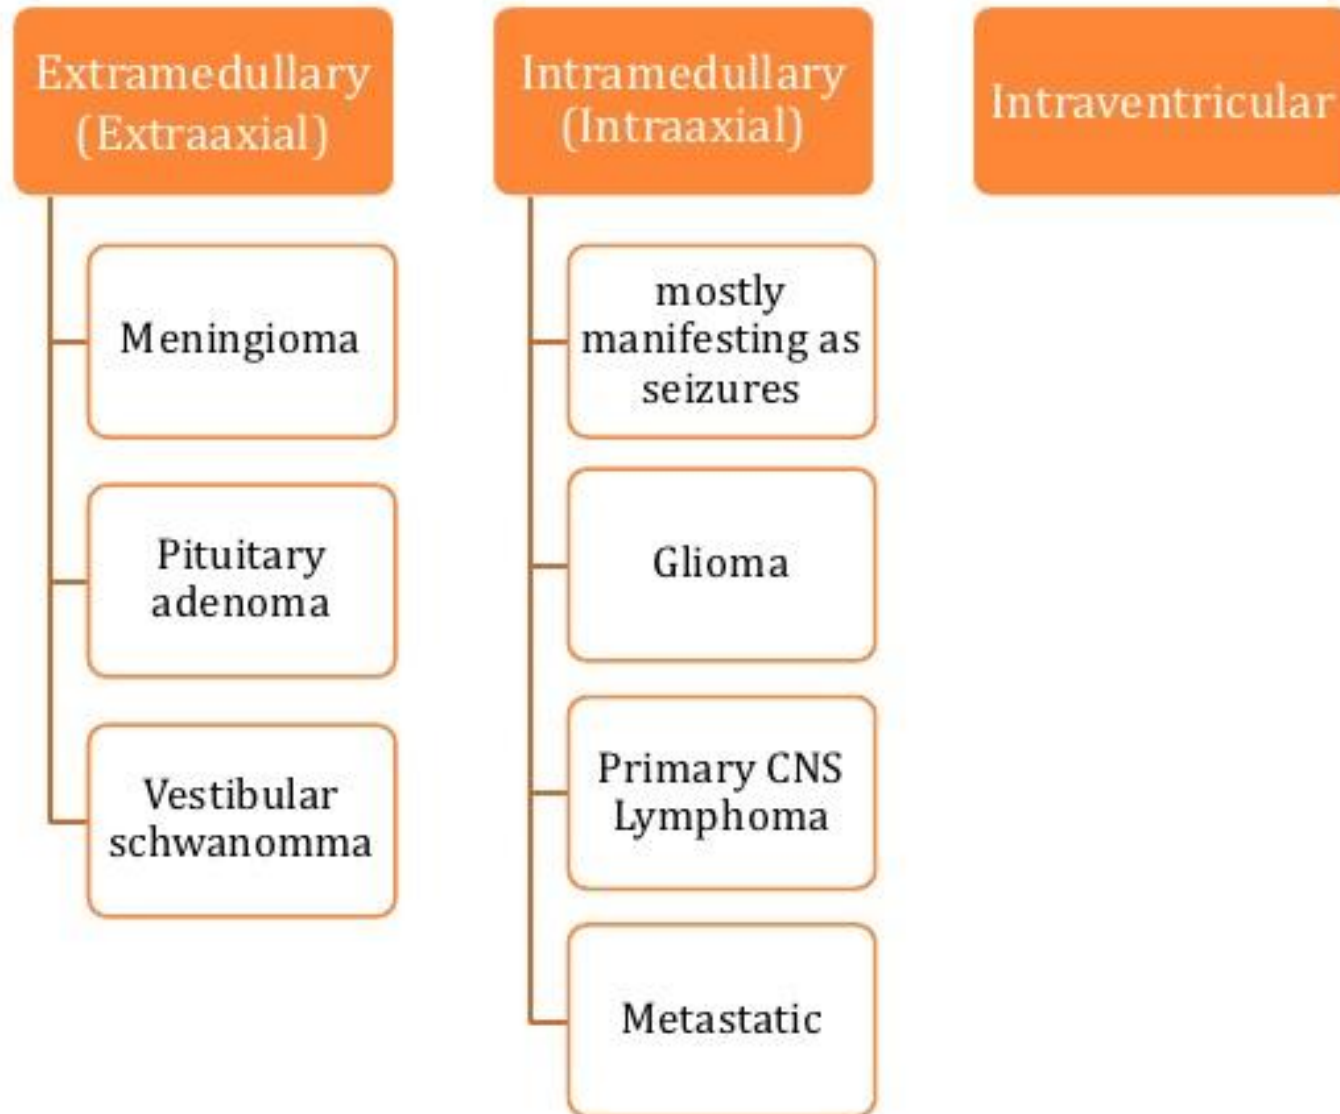 Extramedullary
(Extraaxial)
Meningioma
Pituitary
adenoma
Vestibular
schwanomma
Intramedullary
(Intraaxial)
mostly
manifesting as
seizures
Glioma
Primary CNS
Lymphoma
Metastatic
Intraventricular